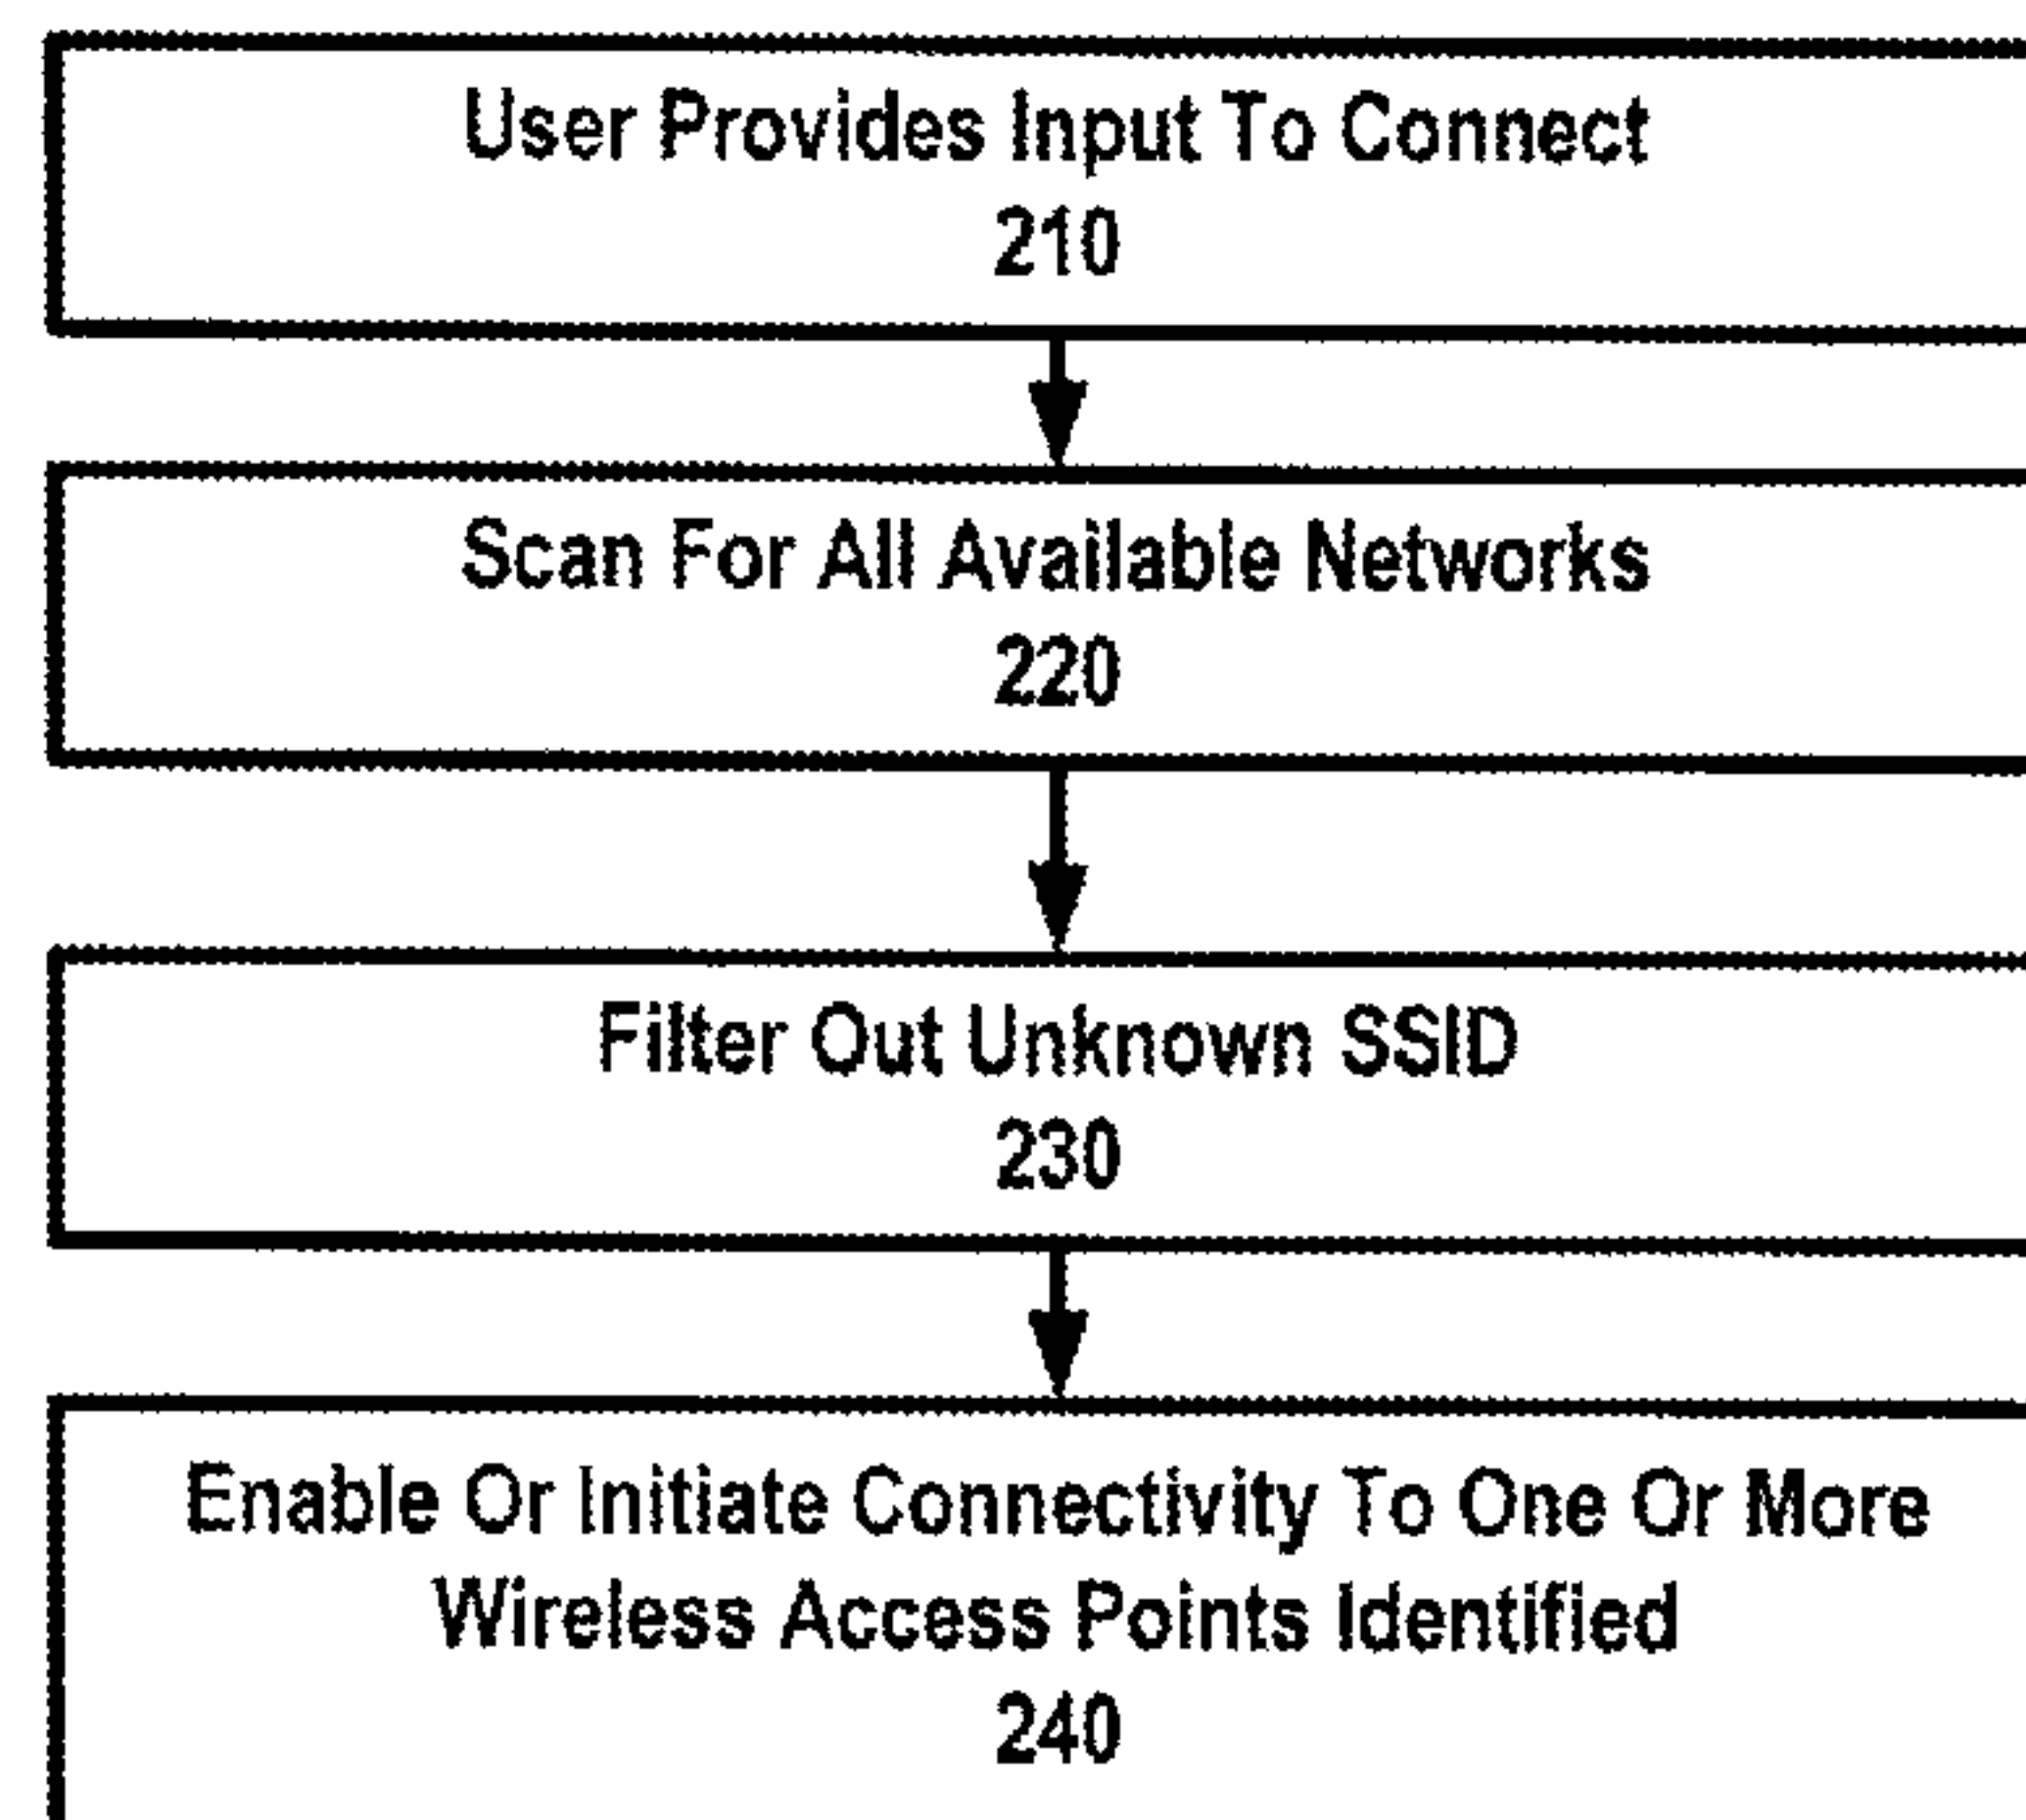 User Provides Input To Connect
210
Scan For All Available Networks
220
Filter Out Unknown SSID
230
Enable Or Initiate Connectivity To One Or More
Wireless Access Points Identified
240